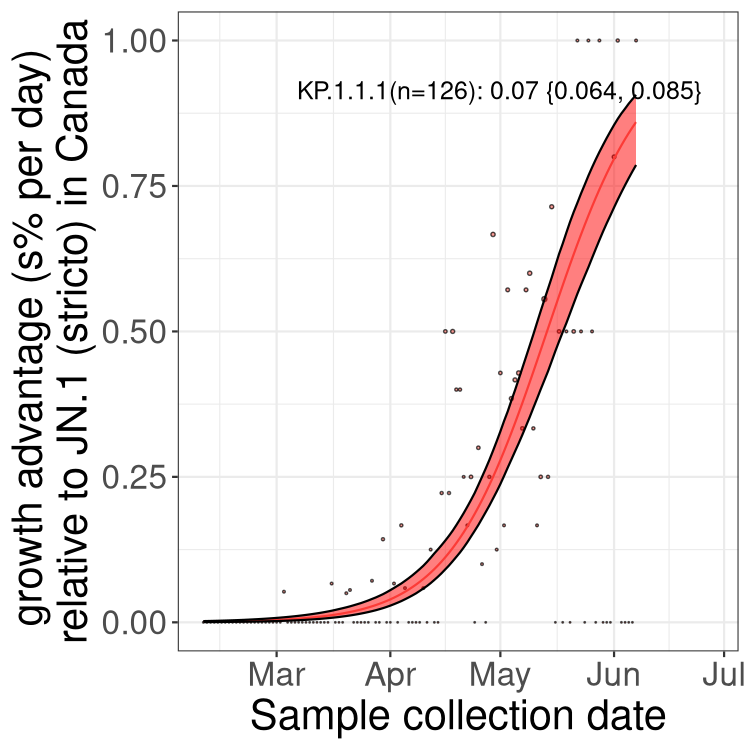 1.00
KP.1.1.1(n=126): 0.07 {0.064, 0.085}
growth advantage (s% per day)
relative to JN.1 (stricto) in Canada
0.75
0.50
0.25
0.00
Mar Apr May Jun Jul
Sample collection date